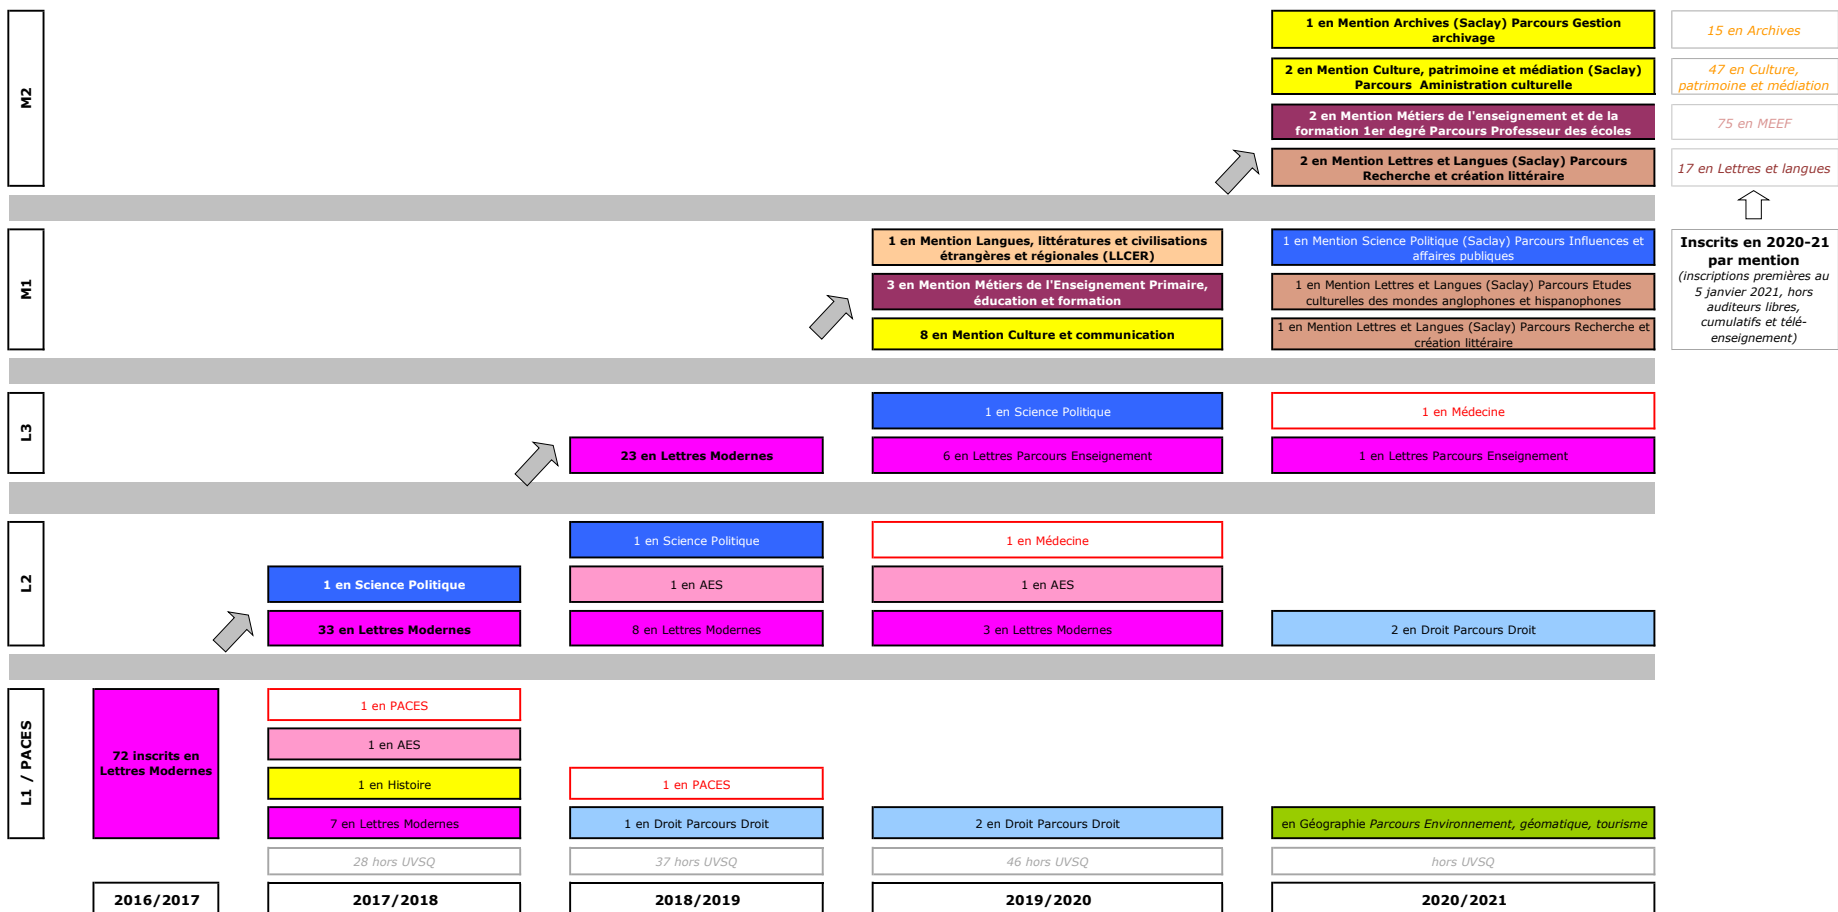 M2
1 en Mention Archives (Saclay) Parcours Gestion
archivage
15 en Archives
2 en Mention Culture, patrimoine et médiation (Saclay)
Parcours  Aministration culturelle
47 en Culture,
patrimoine et médiation
2 en Mention Métiers de l'enseignement et de la
formation 1er degré Parcours Professeur des écoles
75 en MEEF
2 en Mention Lettres et Langues (Saclay) Parcours
Recherche et création littéraire
17 en Lettres et langues
M1
1 en Mention Langues, littératures et civilisations
étrangères et régionales (LLCER)
1 en Mention Science Politique (Saclay) Parcours Influences et
affaires publiques
3 en Mention Métiers de l'Enseignement Primaire,
éducation et formation
1 en Mention Lettres et Langues (Saclay) Parcours Etudes
culturelles des mondes anglophones et hispanophones
8 en Mention Culture et communication
1 en Mention Lettres et Langues (Saclay) Parcours Recherche et
création littéraire
Inscrits en 2020-21
par mention
(inscriptions premières au
5 janvier 2021, hors
auditeurs libres,
cumulatifs et télé-
enseignement)
L3
1 en Science Politique
1 en Médecine
23 en Lettres Modernes
6 en Lettres Parcours Enseignement
1 en Lettres Parcours Enseignement
L2
1 en Science Politique
1 en Médecine
1 en Science Politique
1 en AES
1 en AES
33 en Lettres Modernes
8 en Lettres Modernes
3 en Lettres Modernes
2 en Droit Parcours Droit
L1 / PACES
72 inscrits en
Lettres Modernes
1 en PACES
1 en AES
1 en Histoire
1 en PACES
7 en Lettres Modernes
1 en Droit Parcours Droit
2 en Droit Parcours Droit
en Géographie Parcours Environnement, géomatique, tourisme
28 hors UVSQ
37 hors UVSQ
46 hors UVSQ
hors UVSQ
2016/2017
2017/2018
2018/2019
2019/2020
2020/2021